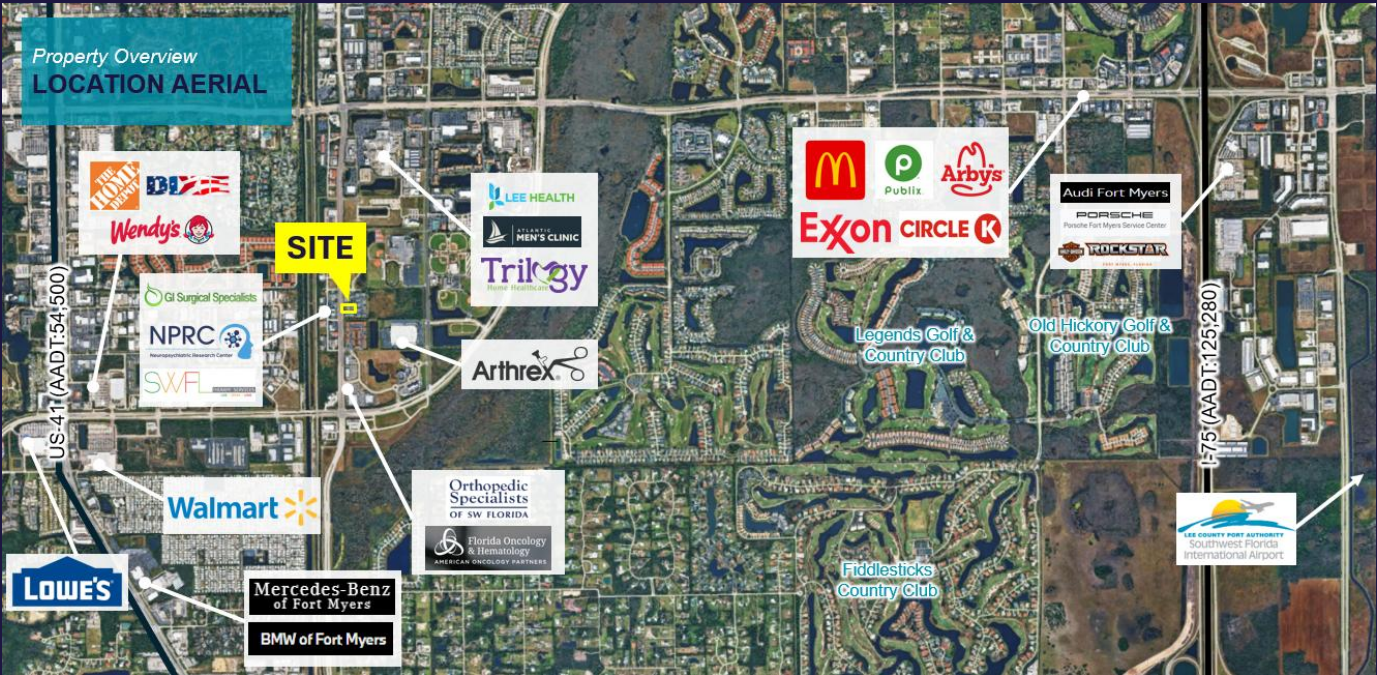 Property Overview
LOCATION AERIAL
THE
HOME
DEPOT
DIXIE
Wendy's
SITE
LEE HEALTH
ATLANTIC
MEN'S CLINIC
Trilogy
Home Healthcare
GI Surgical Specialists
NPRC
Neuropsychiatric Research Center
SWFL
Arthrex
M
Publix
Arby's
Exxon
CIRCLE K
Audi Fort Myers
PORSCHE
Porsche Fort Myers Service Center
ROCKSTAR
FORT MYERS, FLORIDA
Legends Golf &
Country Club
Old Hickory Golf &
Country Club
US-41 (AADT:54,500)
I-75 (AADT:125,280)
Walmart
Orthopedic
Specialists
OF SW FLORIDA
Florida Oncology
& Hematology
AMERICAN ONCOLOGY PARTNERS
LEE COUNTY PORT AUTHORITY
Southwest Florida
International Airport
LOWE'S
Mercedes-Benz
of Fort Myers
BMW of Fort Myers
Fiddlesticks
Country Club